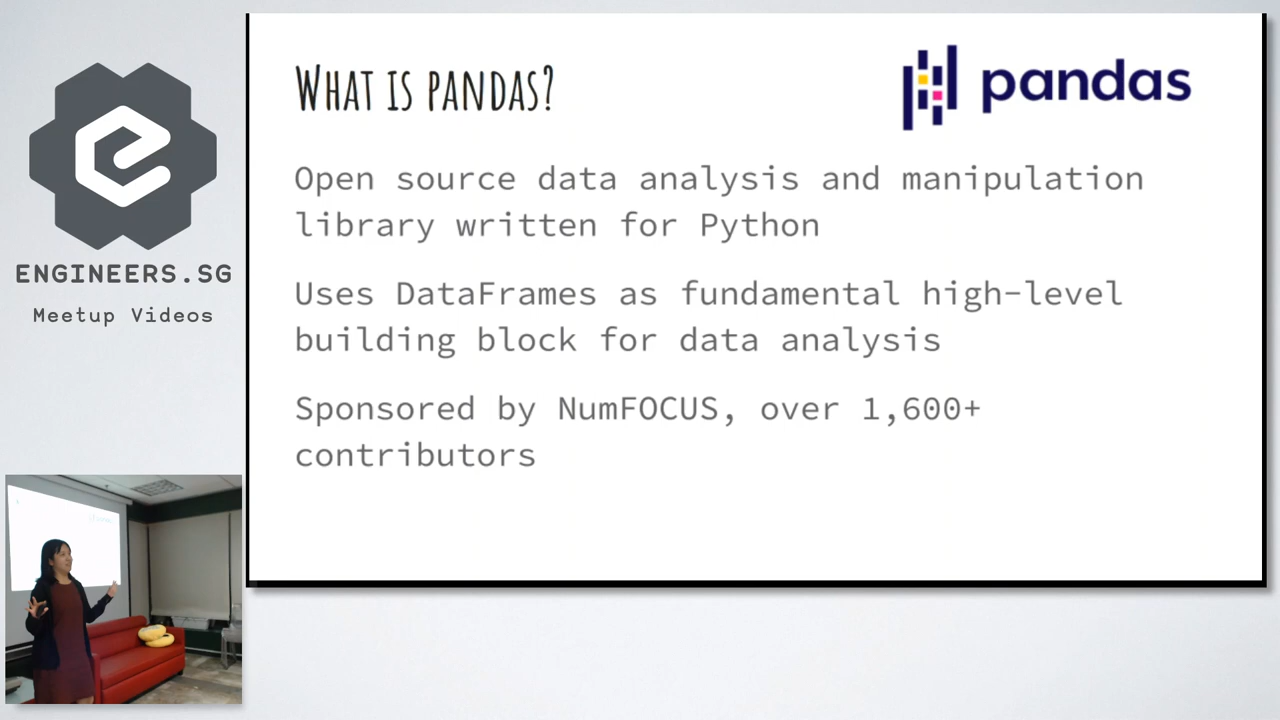 ENGINEERS.SG
Meetup Videos
WHAT IS PANDAS?
pandas
Open source data analysis and manipulation
library written for Python
Uses DataFrames as fundamental high-level
building block for data analysis
Sponsored by NumFOCUS, over 1,600+
contributors